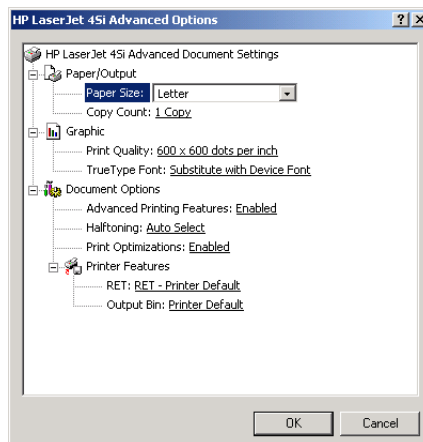 HP LaserJet 4Si Advanced Options
HP LaserJet 4Si Advanced Document Settings
Paper/Output
Paper Size: Letter
Copy Count: 1 Copy
Graphic
Print Quality: 600 x 600 dots per inch
TrueType Font: Substitute with Device Font
Document Options
Advanced Printing Features: Enabled
Halftoning: Auto Select
Print Optimizations: Enabled
Printer Features
RET: RET - Printer Default
Output Bin: Printer Default
OK Cancel